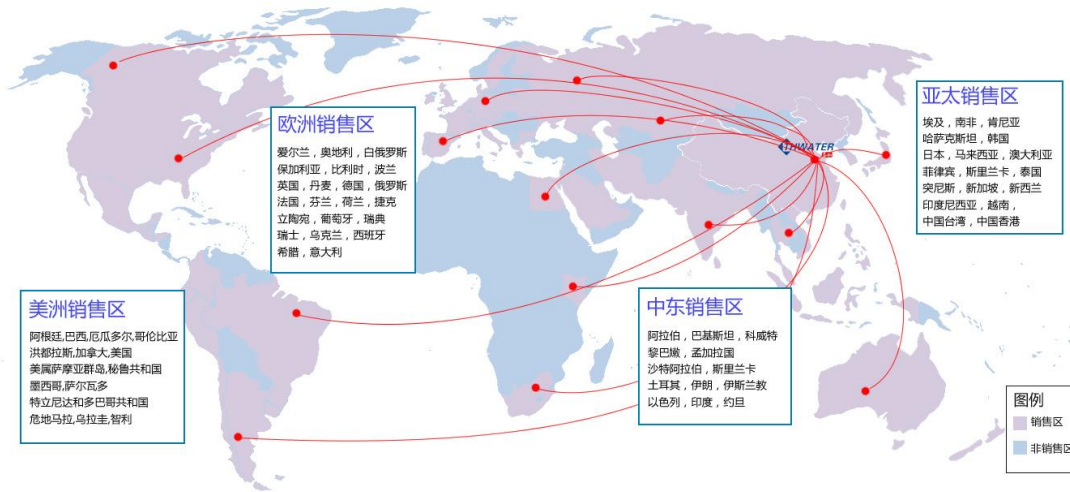 欧洲销售区
爱尔兰，奥地利，白俄罗斯
保加利亚，比利时，波兰
英国，丹麦，德国，俄罗斯
法国，芬兰，荷兰，捷克
立陶宛，葡萄牙，瑞典
瑞士，乌克兰，西班牙
希腊，意大利
THWATER
亚太销售区
埃及，南非，肯尼亚
哈萨克斯坦，韩国
日本，马来西亚，澳大利亚
菲律宾，斯里兰卡，泰国
突尼斯，新加坡，新西兰
印度尼西亚，越南，
中国台湾，中国香港
美洲销售区
阿根廷,巴西,厄瓜多尔,哥伦比亚
洪都拉斯,加拿大,美国
美属萨摩亚群岛,秘鲁共和国
墨西哥,萨尔瓦多
特立尼达和多巴哥共和国
危地马拉,乌拉圭,智利
中东销售区
阿拉伯，巴基斯坦，科威特
黎巴嫩，孟加拉国
沙特阿拉伯，斯里兰卡
土耳其，伊朗，伊斯兰教
以色列，印度，约旦
图例
销售区
非销售区